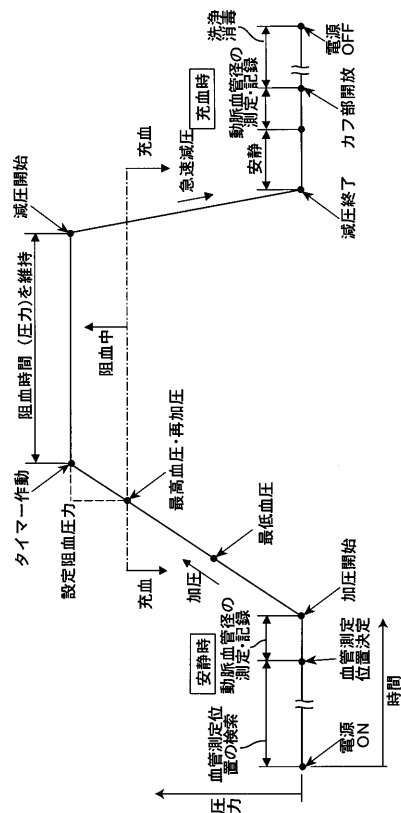 圧力
時間
電源
ON
血管測定位
置の検索
血管測定
位置決定
安静時
動脈血管径の
測定・記録
加圧開始
加圧
最低血圧
充血
最高血圧・再加圧
設定阻血圧力
タイマー作動
阻血時間(圧力)を維持
阻血中
減圧開始
充血
急速減圧
減圧終了
安静
充血時
動脈血管径の
測定・記録
カフ部開放
洗浄
消毒
電源
OFF